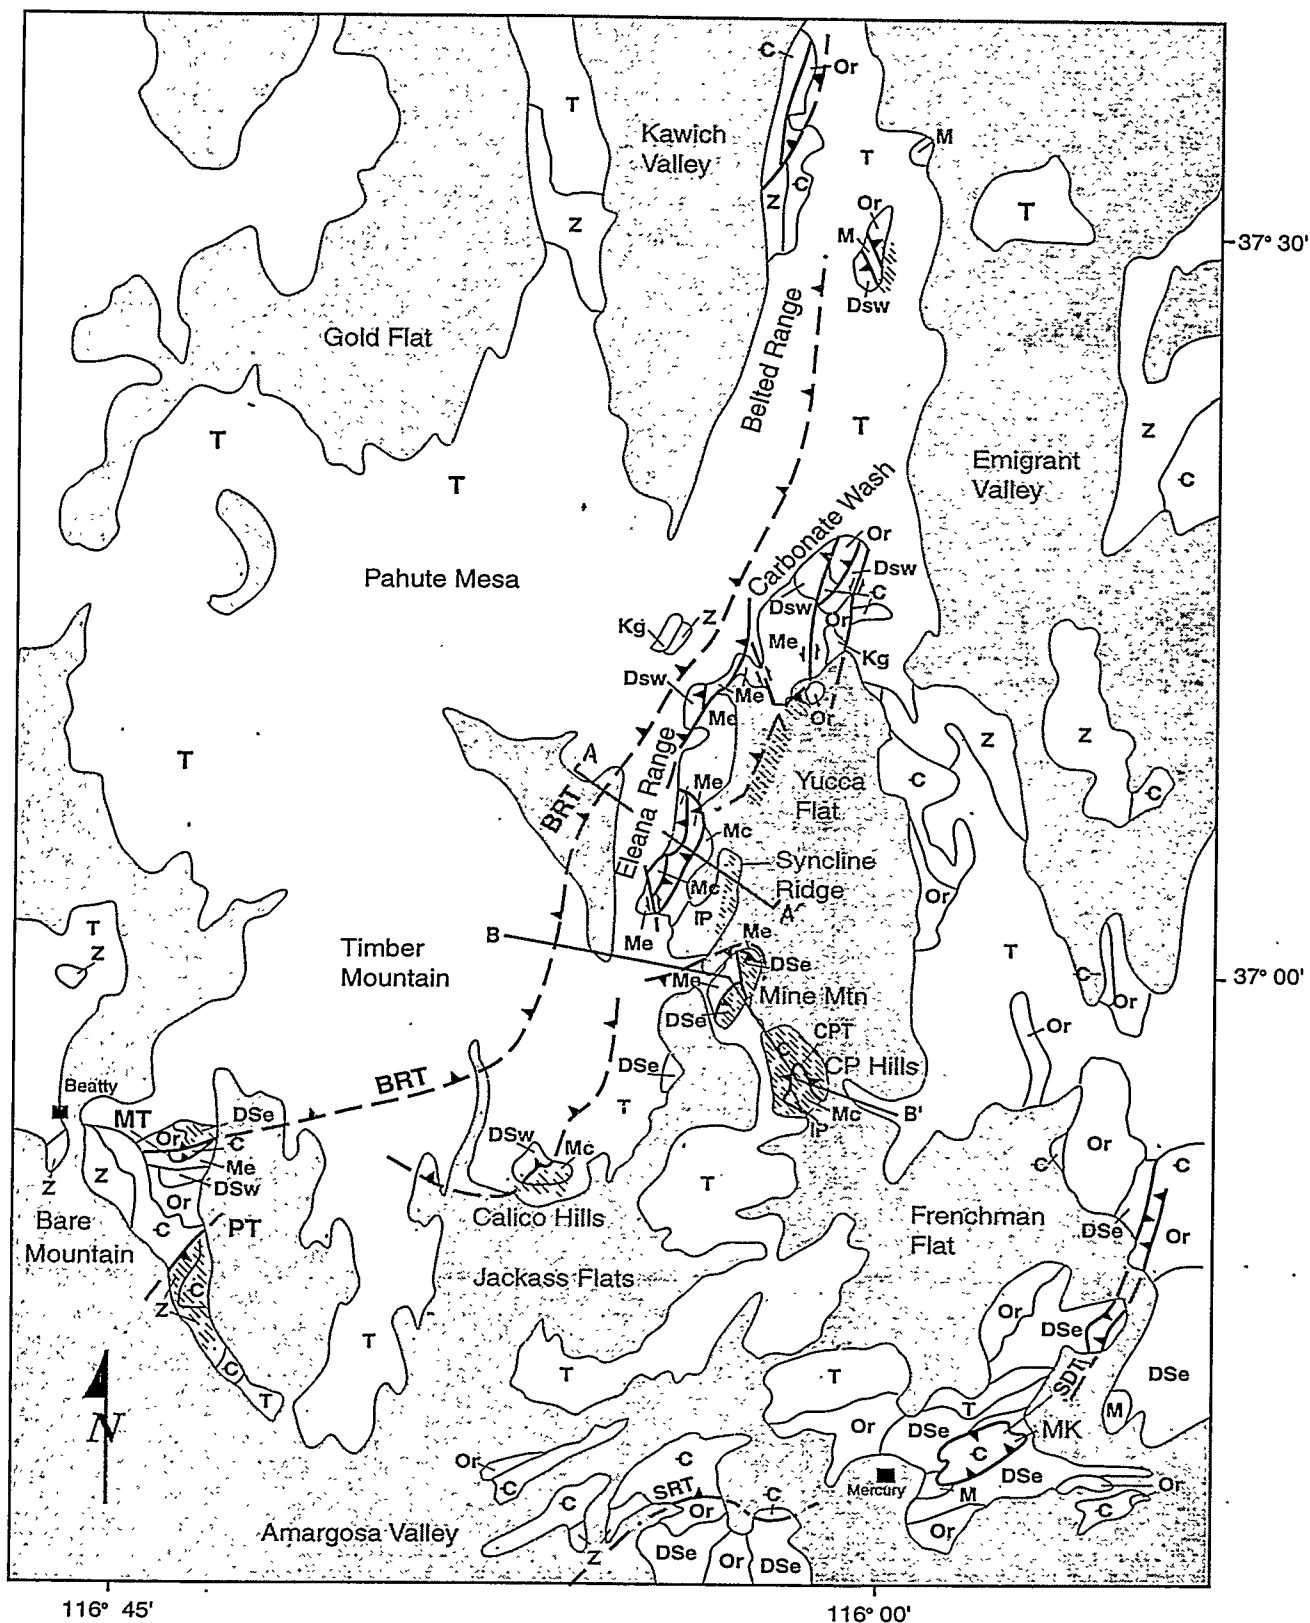 C
Or
T
Kawich
Valley
M
T
C
Z
Or
T
Z
M
37° 30'
Dsw
Gold Flat
Belted Range
T
T
Z
Emigrant
Valley
C
T
Carbonate Wash
Or
Dsw
Pahute Mesa
C
Dsw
Kg
Z
Or
Me
Kg
Dsw
Me
Me
Or
Z
Z
T
A
C
Yucca
Flat
Me
C
BRT
Eleana Range
Mc
Syncline
Ridge
Mc
Or
A'
IP
T
Z
B
Me
Me
T
Timber
Mountain
DSe
C
37° 00'
Me
Mine Mtn
Or
DSe
Or
CPT
C
DSe
CP Hills
BRT
Beatty
Mc
B'
MT
DSe
T
IP
Or
C
DSw
Mc
Or
Me
C
C
Z
DSw
T
Z
Or
Bare
Mountain
C
PT
Calico Hills
Frenchman
Flat
DSe
Or
Jackass Flats
C
Z
Or
DSe
T
C
T
T
T
SDT
DSe
T
M
Or
DSe
MK
C
N
Or
C
C
C
DSe
Mercury
M
Or
SRT
C
C
Or
Amargosa Valley
Or
Z
DSe
Or
DSe
116° 45'
116° 00'